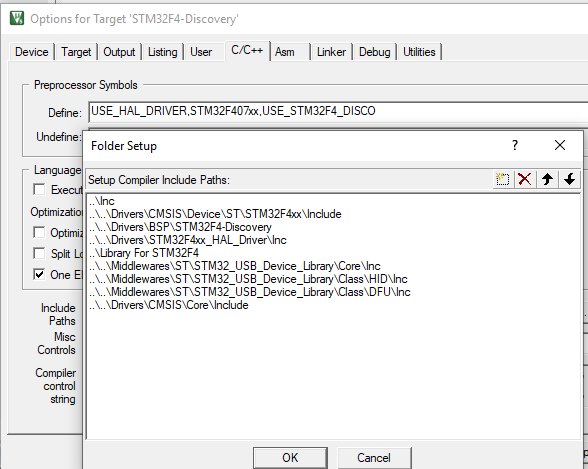 Options for Target 'STM32F4-Discovery'
Device Target Output Listing User C/C++ Asm Linker Debug Utilities
Preprocessor Symbols
Define: USE_HAL_DRIVER,STM32F407xx,USE_STM32F4_DISCO
Undefine:
Folder Setup ?
Language
Setup Compiler Include Paths:
Execut
..\Inc
..\..\Drivers\CMSIS\Device\ST\STM32F4xx\Include
Optimization
..\..\Drivers\BSP\STM32F4-Discovery
Optimiz
..\..\Drivers\STM32F4xx_HAL_Driver\Inc
Split Lo
..\Library For STM32F4
..\..\Middlewares\ST\STM32_USB_Device_Library\Core\Inc
One El
..\..\Middlewares\ST\STM32_USB_Device_Library\Class\HID\Inc
..\..\Middlewares\ST\STM32_USB_Device_Library\Class\DFU\Inc
..\..\Drivers\CMSIS\Core\Include
Include
Paths
Misc
Controls
Compiler
control
string
OK Cancel